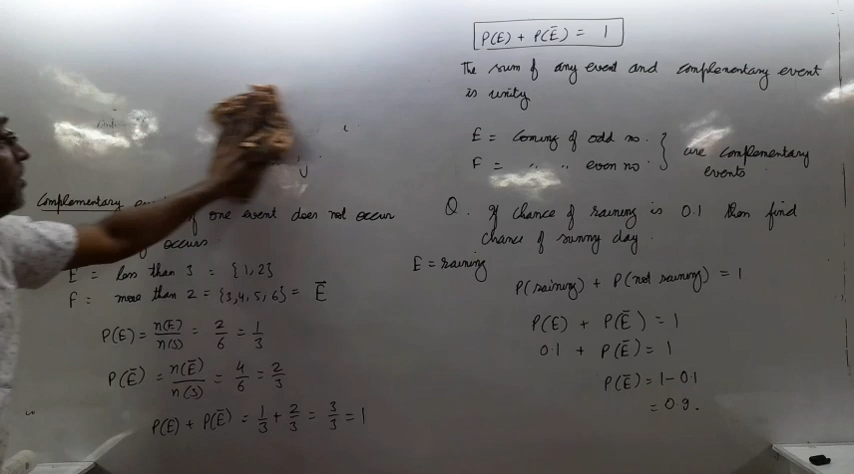 Complementary
of one event does not occur
occurs
E = less than 3 = {1,2}
F = more than 2 = {3,4,5,6} = E̅
P(E) = n(E)/n(S) = 2/6 = 1/3
P(E̅) = n(E̅)/n(S) = 4/6 = 2/3
P(E) + P(E̅) = 1/3 + 2/3 = 3/3 = 1
P(E) + P(E̅) = 1
The sum of any event and complementary event
is unity
E = Coming of odd no.
F = " " even no.
are complementary
events
Q. If chance of raining is 0.1 then find
chance of sunny day.
E = raining
P(raining) + P(not raining) = 1
P(E) + P(E̅) = 1
0.1 + P(E̅) = 1
P(E̅) = 1-0.1
= 0.9.